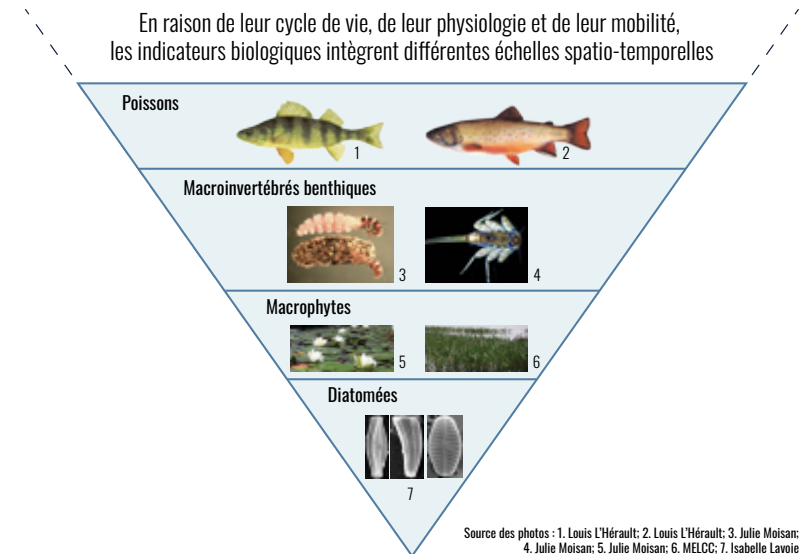 En raison de leur cycle de vie, de leur physiologie et de leur mobilité,
les indicateurs biologiques intègrent différentes échelles spatio-temporelles
Poissons
1
2
Macroinvertébrés benthiques
3
4
Macrophytes
5
6
Diatomées
7
Source des photos : 1. Louis L'Hérault; 2. Louis L'Hérault; 3. Julie Moisan;
4. Julie Moisan; 5. Julie Moisan; 6. MELCC; 7. Isabelle Lavoie